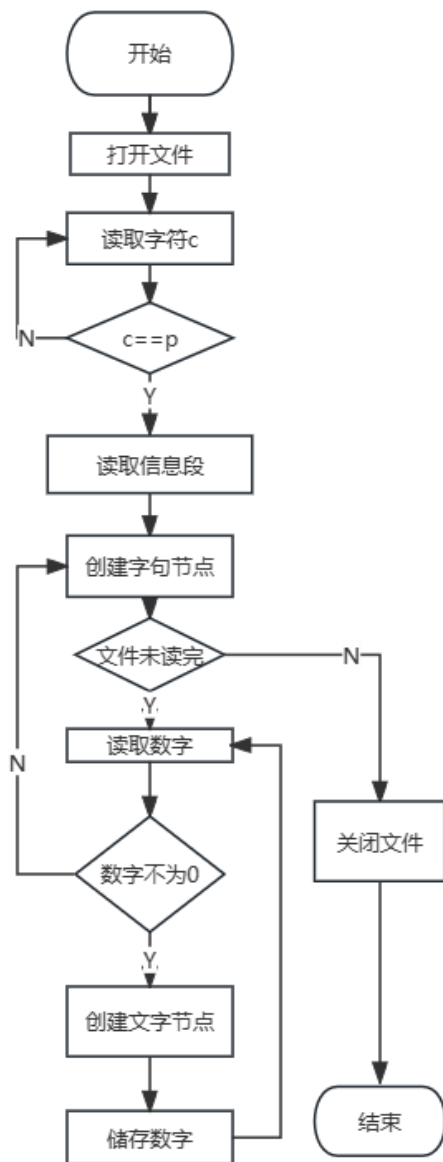 开始
打开文件
读取字符c
N
c==p
Y
读取信息段
创建字句节点
文件未读完
N
Y
读取数字
N
关闭文件
数字不为0
Y
创建文字节点
储存数字
结束